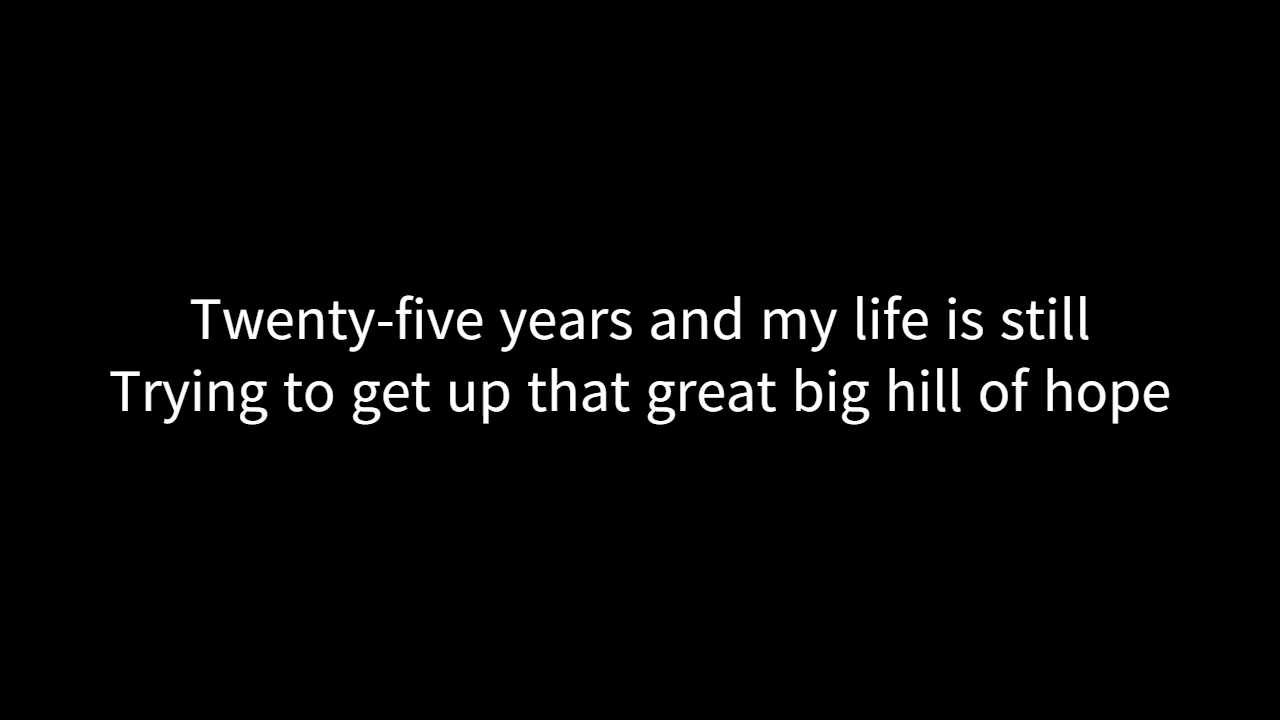 Twenty-five years and my life is still
Trying to get up that great big hill of hope